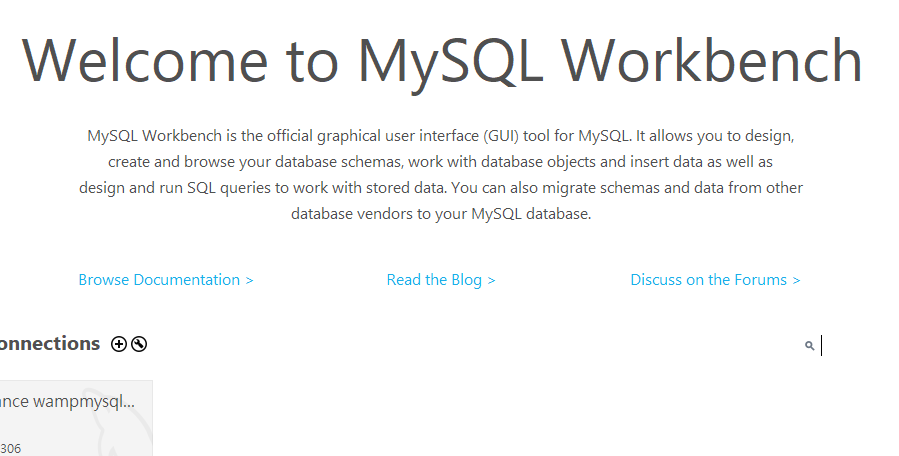 Welcome to MySQL Workbench
MySQL Workbench is the official graphical user interface (GUI) tool for MySQL. It allows you to design,
create and browse your database schemas, work with database objects and insert data as well as
design and run SQL queries to work with stored data. You can also migrate schemas and data from other
database vendors to your MySQL database.
Browse Documentation > Read the Blog > Discuss on the Forums >
onnections
ance wampmysql...
306